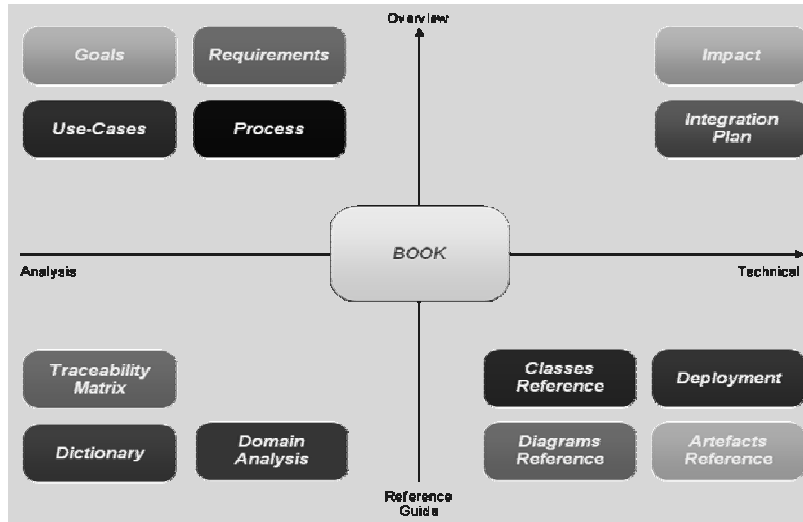 Overview
Goals
Requirements
Impact
Use-Cases
Process
Integration
Plan
BOOK
Analysis
Technical
Traceability
Matrix
Classes
Reference
Deployment
Dictionary
Domain
Analysis
Diagrams
Reference
Artefacts
Reference
Reference
Guide